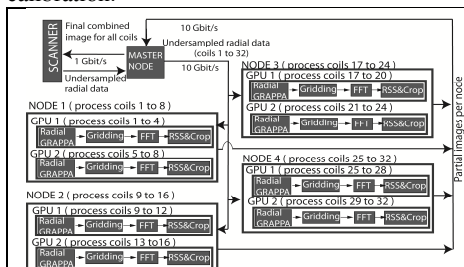 calibration.
SCANNER
Final combined
image for all coils
1 Gbit/s
Undersampled
radial data
MASTER
NODE
10 Gbit/s
Undersampled radial data
(coils 1 to 32)
10 Gbit/s
NODE 3 ( process coils 17 to 24 )
GPU 1 ( process coils 17 to 20 )
Radial
GRAPPA
Gridding
FFT
RSS&Crop
GPU 2 ( process coils 21 to 24 )
Radial
GRAPPA
Gridding
FFT
RSS&Crop
NODE 1 ( process coils 1 to 8 )
GPU 1 ( process coils 1 to 4 )
Radial
GRAPPA
Gridding
FFT
RSS&Crop
GPU 2 ( process coils 5 to 8 )
Radial
GRAPPA
Gridding
FFT
RSS&Crop
NODE 4 ( process coils 25 to 32 )
GPU 1 ( process coils 25 to 28 )
Radial
GRAPPA
Gridding
FFT
RSS&Crop
GPU 2 ( process coils 29 to 32 )
Radial
GRAPPA
Gridding
FFT
RSS&Crop
NODE 2 ( process coils 9 to 16 )
GPU 1 ( process coils 9 to 12 )
Radial
GRAPPA
Gridding
FFT
RSS&Crop
GPU 2 ( process coils 13 to16 )
Radial
GRAPPA
Gridding
FFT
RSS&Crop
Partial images per node